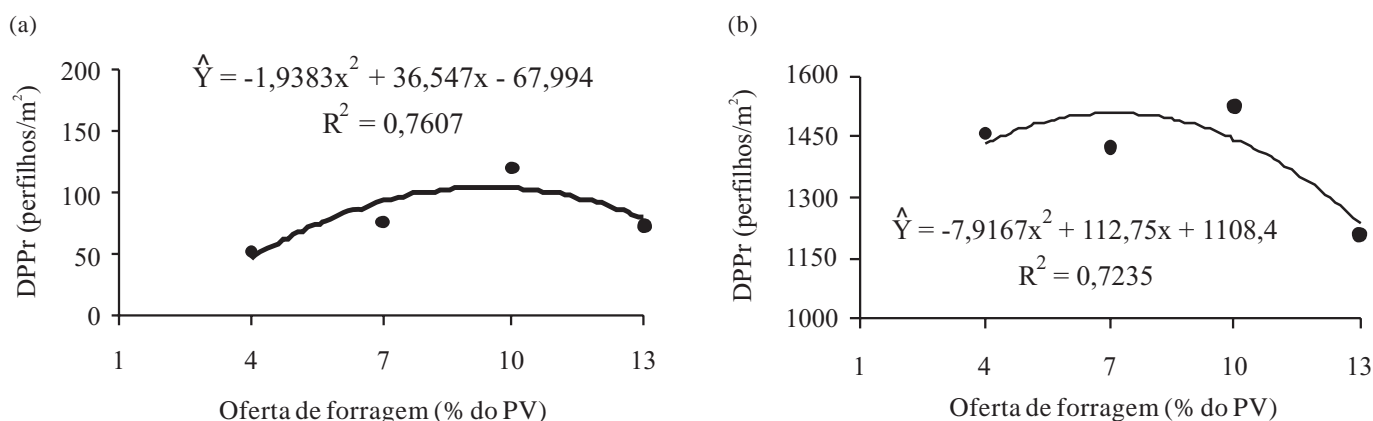 (a)
Ŷ = -1,9383x² + 36,547x - 67,994
R² = 0,7607
DPPr (perfilhos/m²)
200
150
100
50
0
1 4 7 10 13
Oferta de forragem (% do PV)
(b)
DPPr (perfilhos/m²)
1600
1450
1300
1150
1000
Ŷ = -7,9167x² + 112,75x + 1108,4
R² = 0,7235
1 4 7 10 13
Oferta de forragem (% do PV)